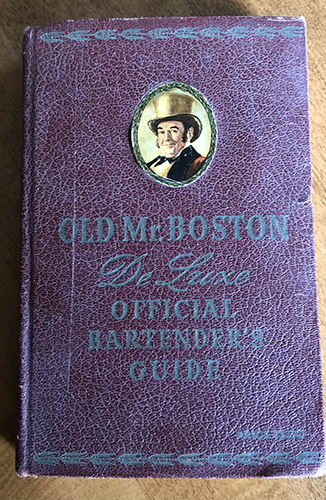 OLD Mr. BOSTON
De Luxe
OFFICIAL
BARTENDER'S
GUIDE